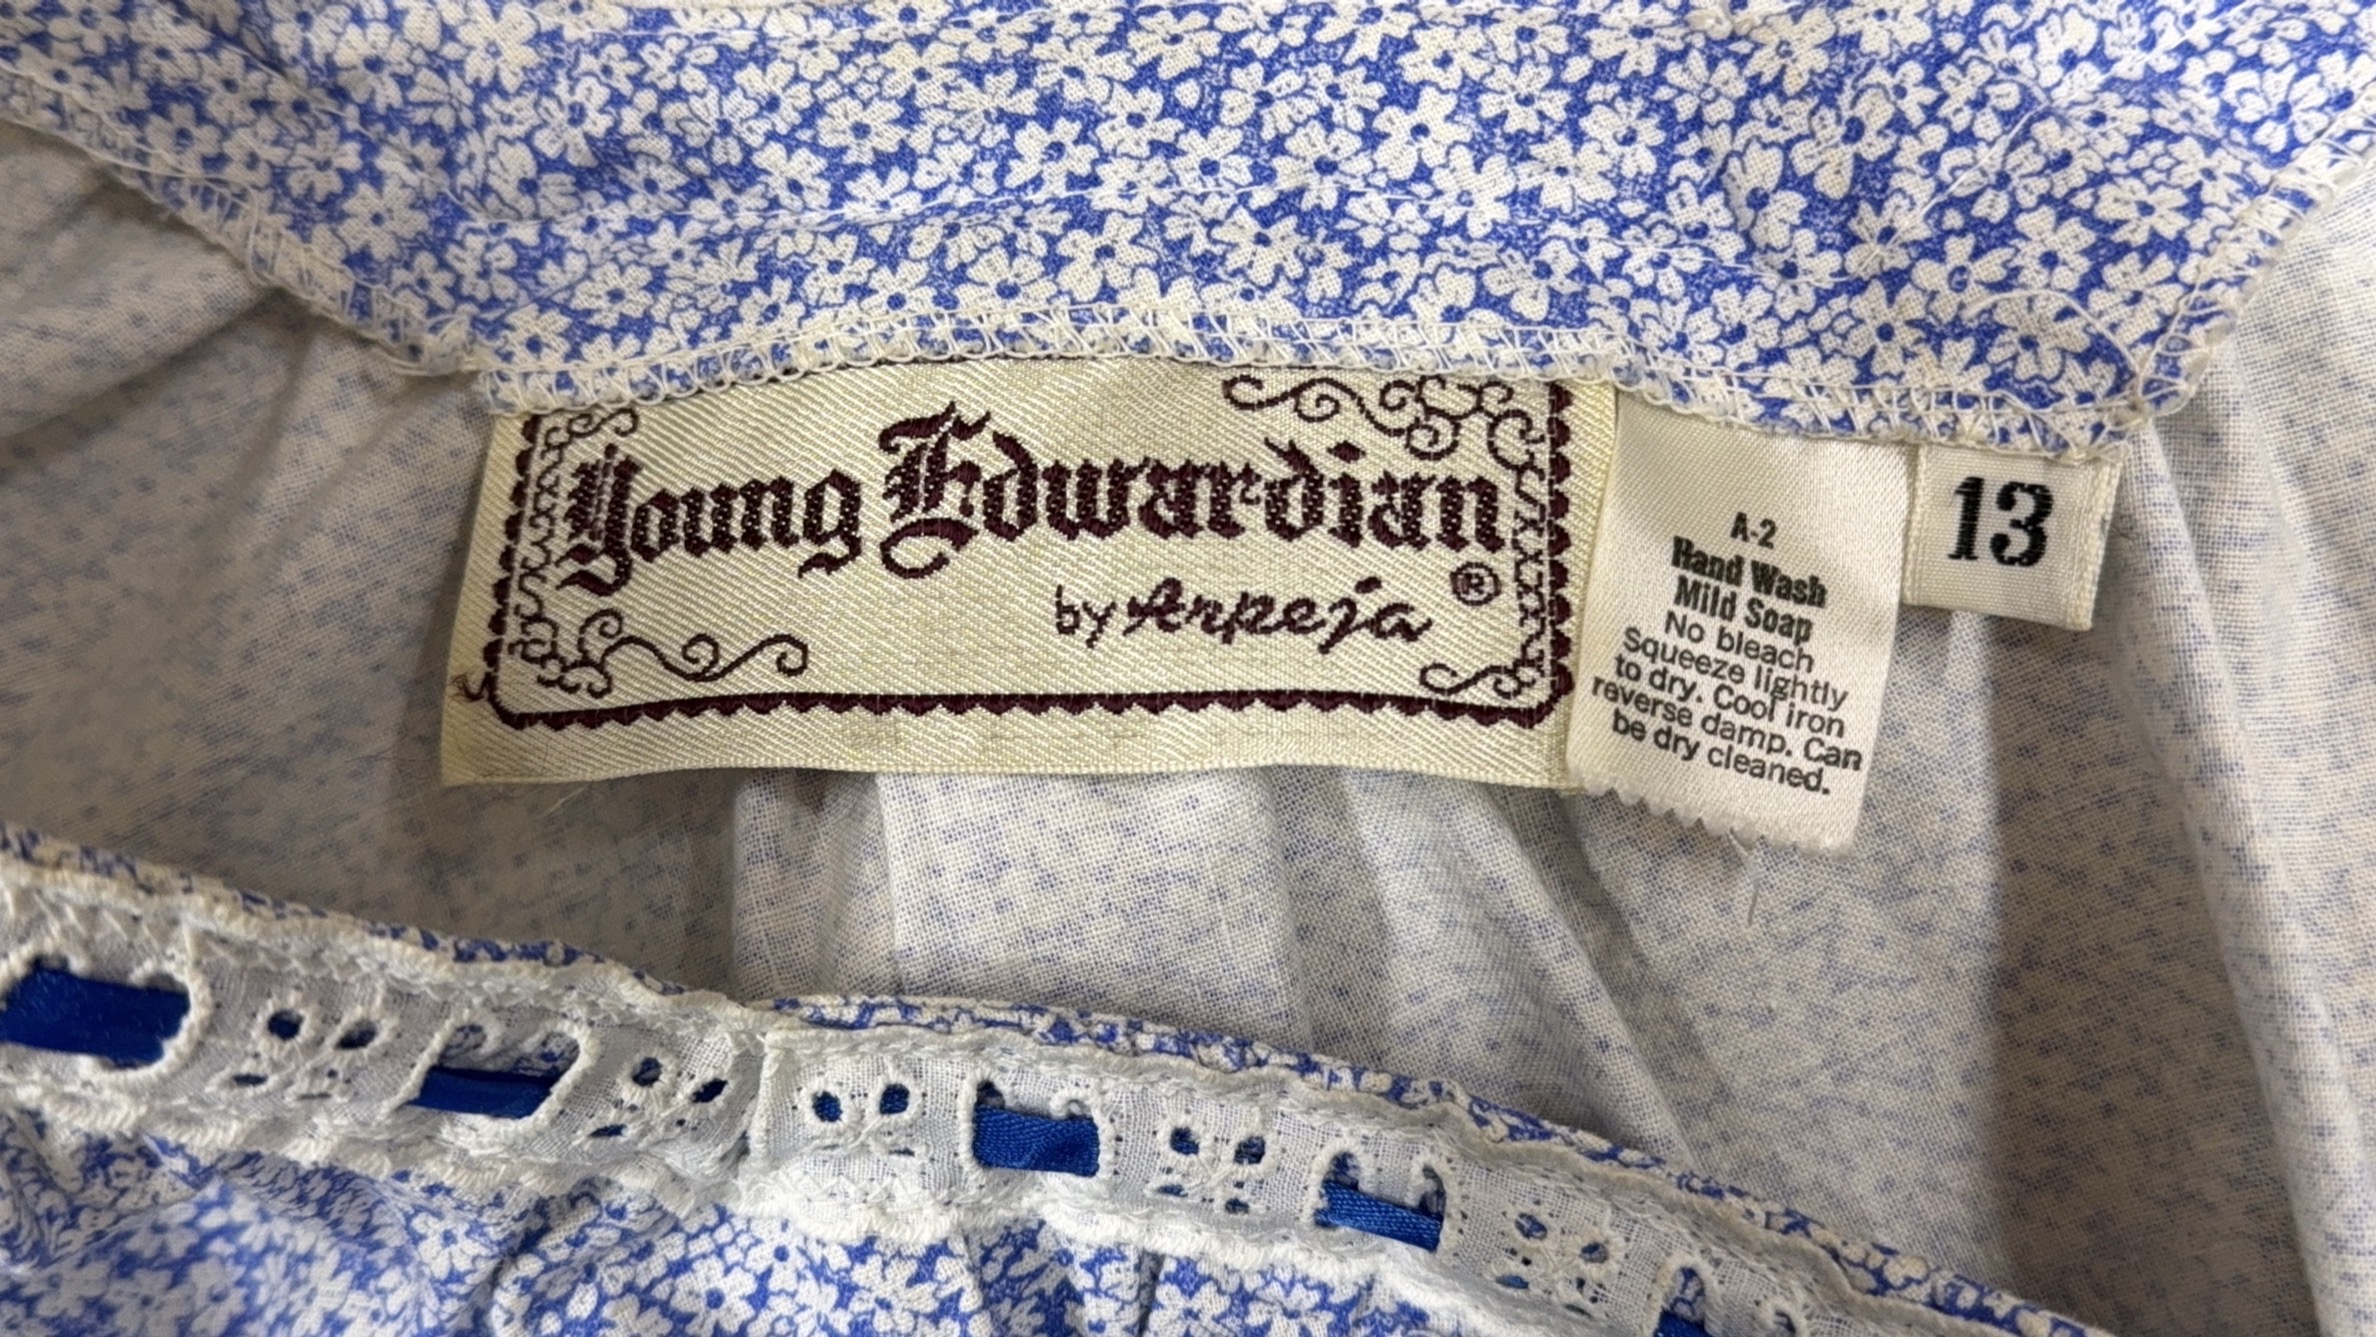 Young Edwardian
by Arpeja ®
A-2
Hand Wash
Mild Soap
No bleach
Squeeze lightly
to dry. Cool iron
reverse damp. Can
be dry cleaned.
13